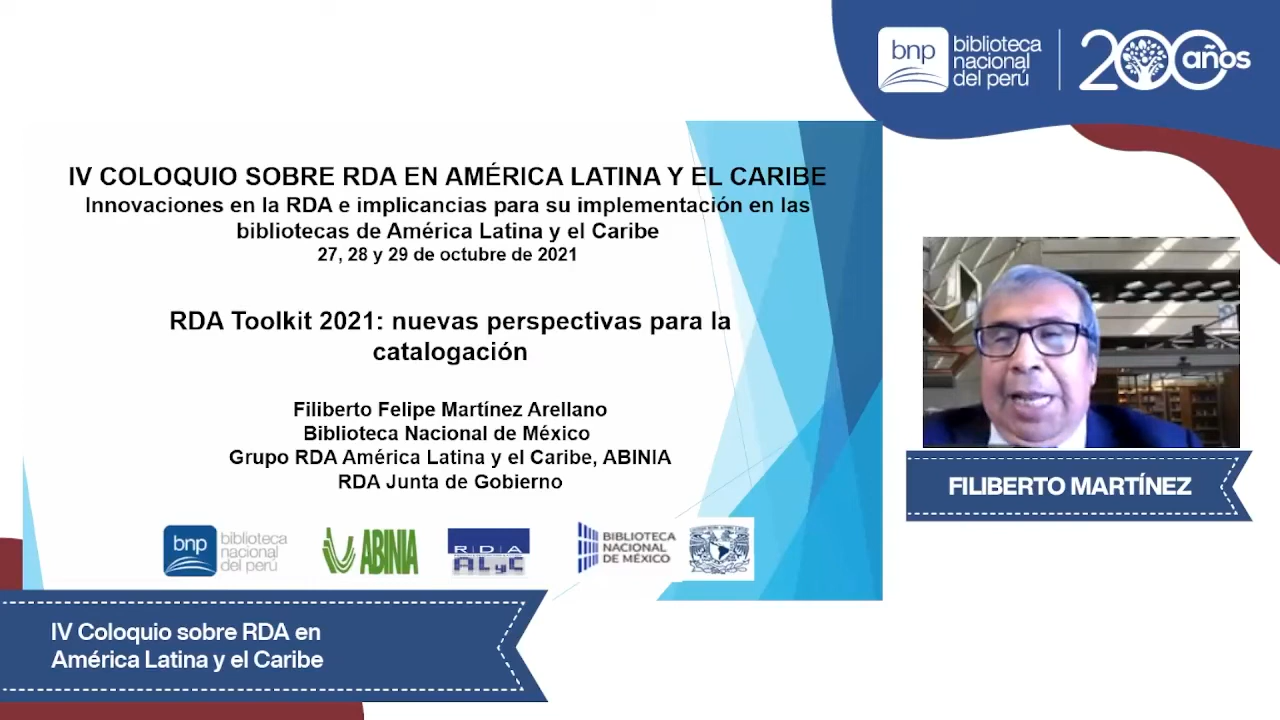 bnp
biblioteca
nacional
del perú
200 años
IV COLOQUIO SOBRE RDA EN AMÉRICA LATINA Y EL CARIBE
Innovaciones en la RDA e implicancias para su implementación en las
bibliotecas de América Latina y el Caribe
27, 28 y 29 de octubre de 2021
RDA Toolkit 2021: nuevas perspectivas para la
catalogación
Filiberto Felipe Martínez Arellano
Biblioteca Nacional de México
Grupo RDA América Latina y el Caribe, ABINIA
RDA Junta de Gobierno
bnp
biblioteca
nacional
del perú
ABINIA
RDA
ALyC
BIBLIOTECA
NACIONAL
DE MÉXICO
FILIBERTO MARTÍNEZ
IV Coloquio sobre RDA en
América Latina y el Caribe